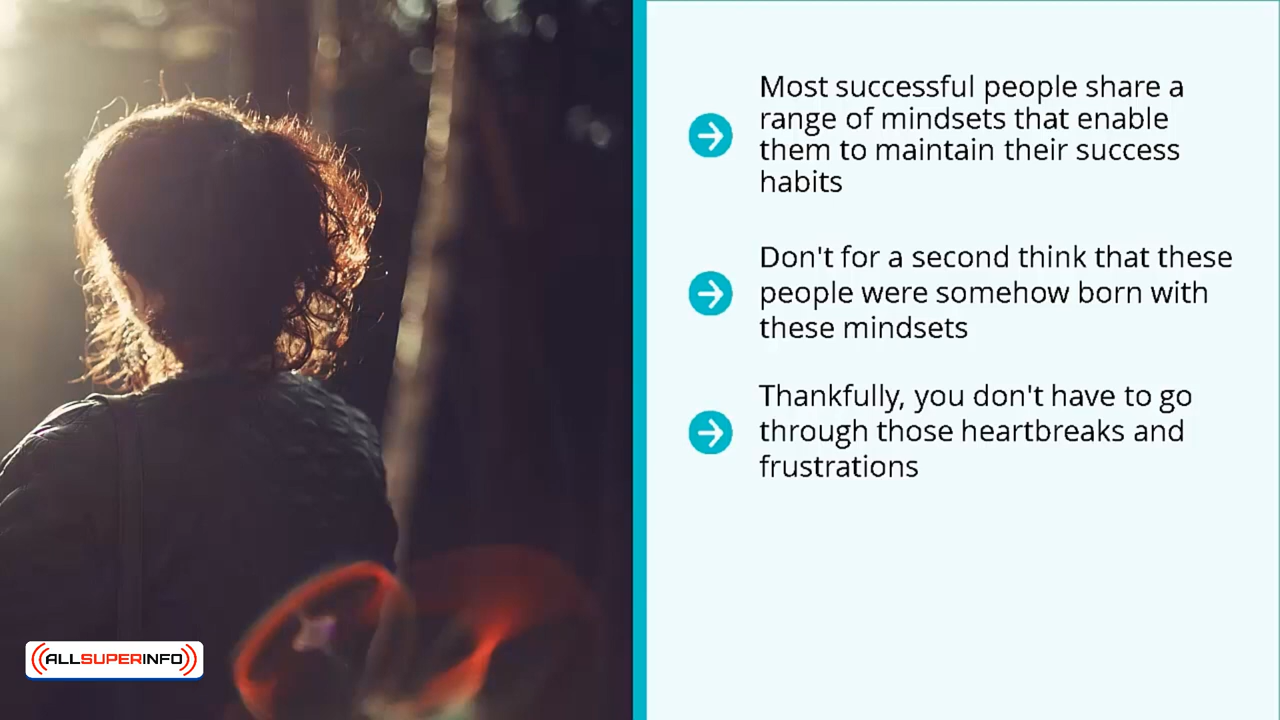 Most successful people share a
range of mindsets that enable
them to maintain their success
habits
Don't for a second think that these
people were somehow born with
these mindsets
Thankfully, you don't have to go
through those heartbreaks and
frustrations
ALLSUPERINFO